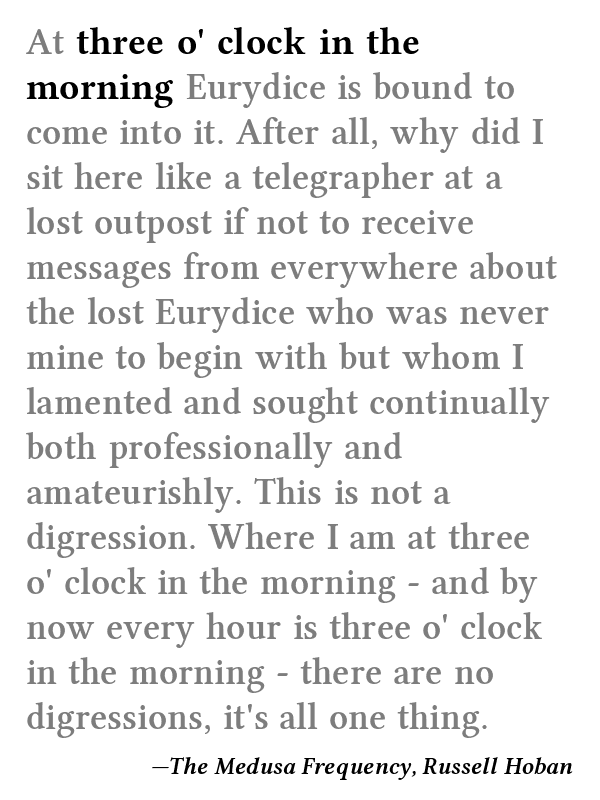 At three o' clock in the
morning Eurydice is bound to
come into it. After all, why did I
sit here like a telegrapher at a
lost outpost if not to receive
messages from everywhere about
the lost Eurydice who was never
mine to begin with but whom I
lamented and sought continually
both professionally and
amateurishly. This is not a
digression. Where I am at three
o' clock in the morning - and by
now every hour is three o' clock
in the morning - there are no
digressions, it's all one thing.
—The Medusa Frequency, Russell Hoban